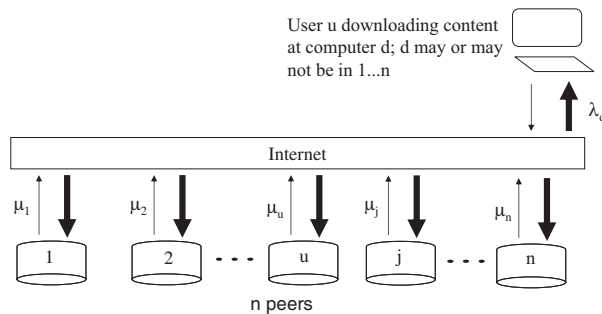 User u downloading content
at computer d; d may or may
not be in 1...n
Internet
μ1 μ2 μu μj μn
1 2 ··· u j ··· n
n peers